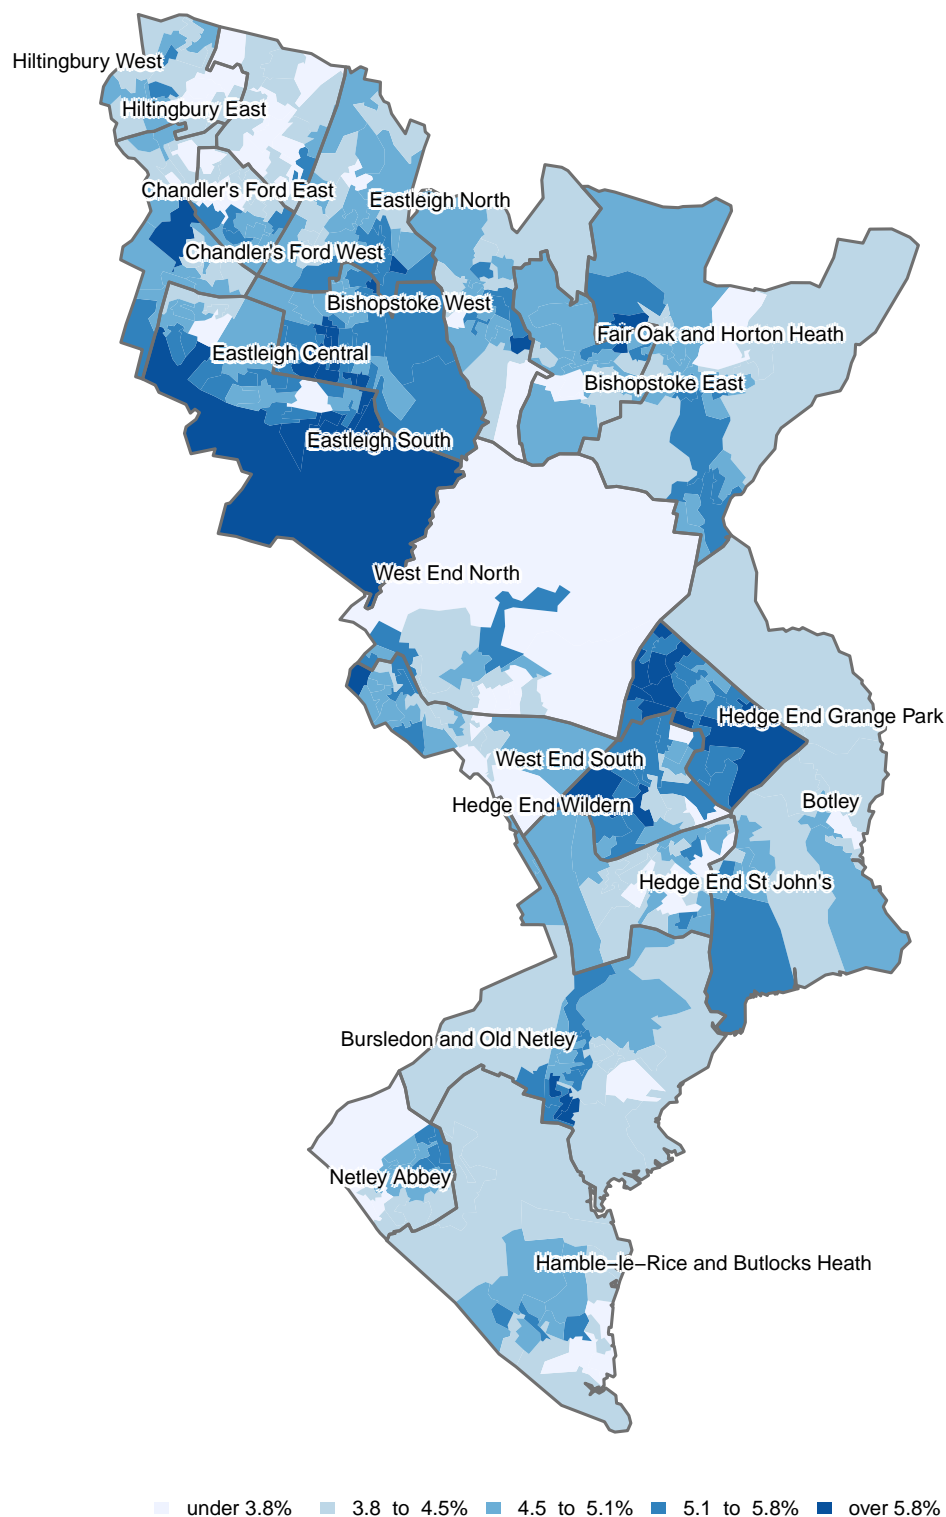 Hiltingbury West
Hiltingbury East
Chandler's Ford East
Eastleigh North
Chandler's Ford West
Bishopstoke West
Fair Oak and Horton Heath
Eastleigh Central
Bishopstoke East
Eastleigh South
West End North
Hedge End Grange Park
West End South
Hedge End Wildern
Botley
Hedge End St John's
Bursledon and Old Netley
Netley Abbey
Hamble−le−Rice and Butlocks Heath
under 3.8% 3.8 to 4.5% 4.5 to 5.1% 5.1 to 5.8% over 5.8%